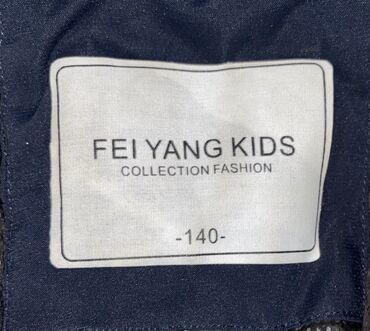 FEI YANG KIDS
COLLECTION FASHION
-140-